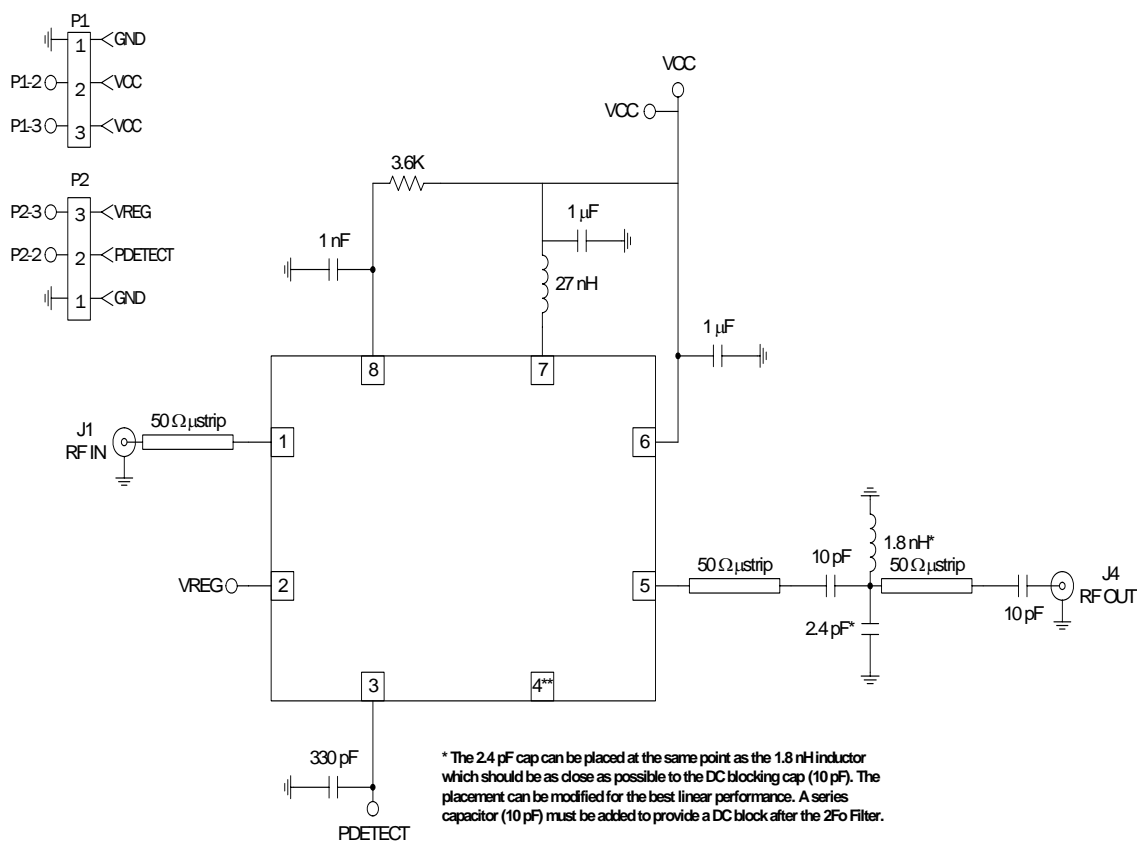 P1
1 GND
P1-2 2 VCC
P1-3 3 VCC
P2
P2-3 3 VREG
P2-2 2 PDETECT
1 GND
VCC
VCC
3.6K
1 µF
1 nF
27 nH
1 µF
8
7
50 Ω µstrip
J1
RF IN
1
6
VREG
2
5
50 Ω µstrip
10 pF
1.8 nH*
50 Ω µstrip
2.4 pF*
10 pF
J4
RF OUT
3
4**
330 pF
PDETECT
* The 2.4 pF cap can be placed at the same point as the 1.8 nH inductor
which should be as close as possible to the DC blocking cap (10 pF). The
placement can be modified for the best linear performance. A series
capacitor (10 pF) must be added to provide a DC block after the 2Fo Filter.